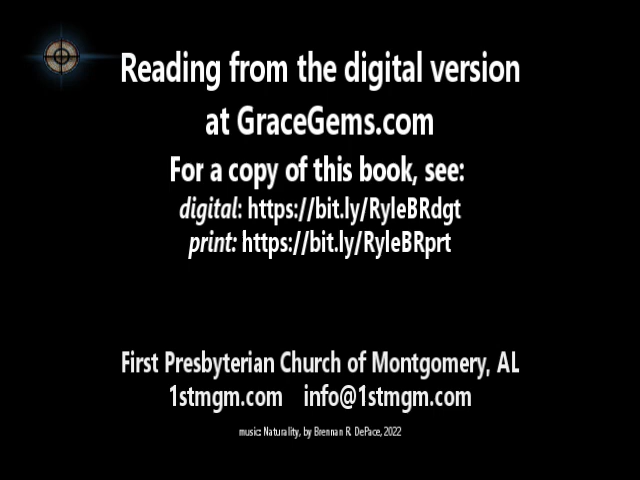 Reading from the digital version
at GraceGems.com
For a copy of this book, see:
digital: https://bit.ly/RyleBRdgt
print: https://bit.ly/RyleBRprt
First Presbyterian Church of Montgomery, AL
1stmgm.com info@1stmgm.com
music: Naturality, by Brennan R. DePace, 2022